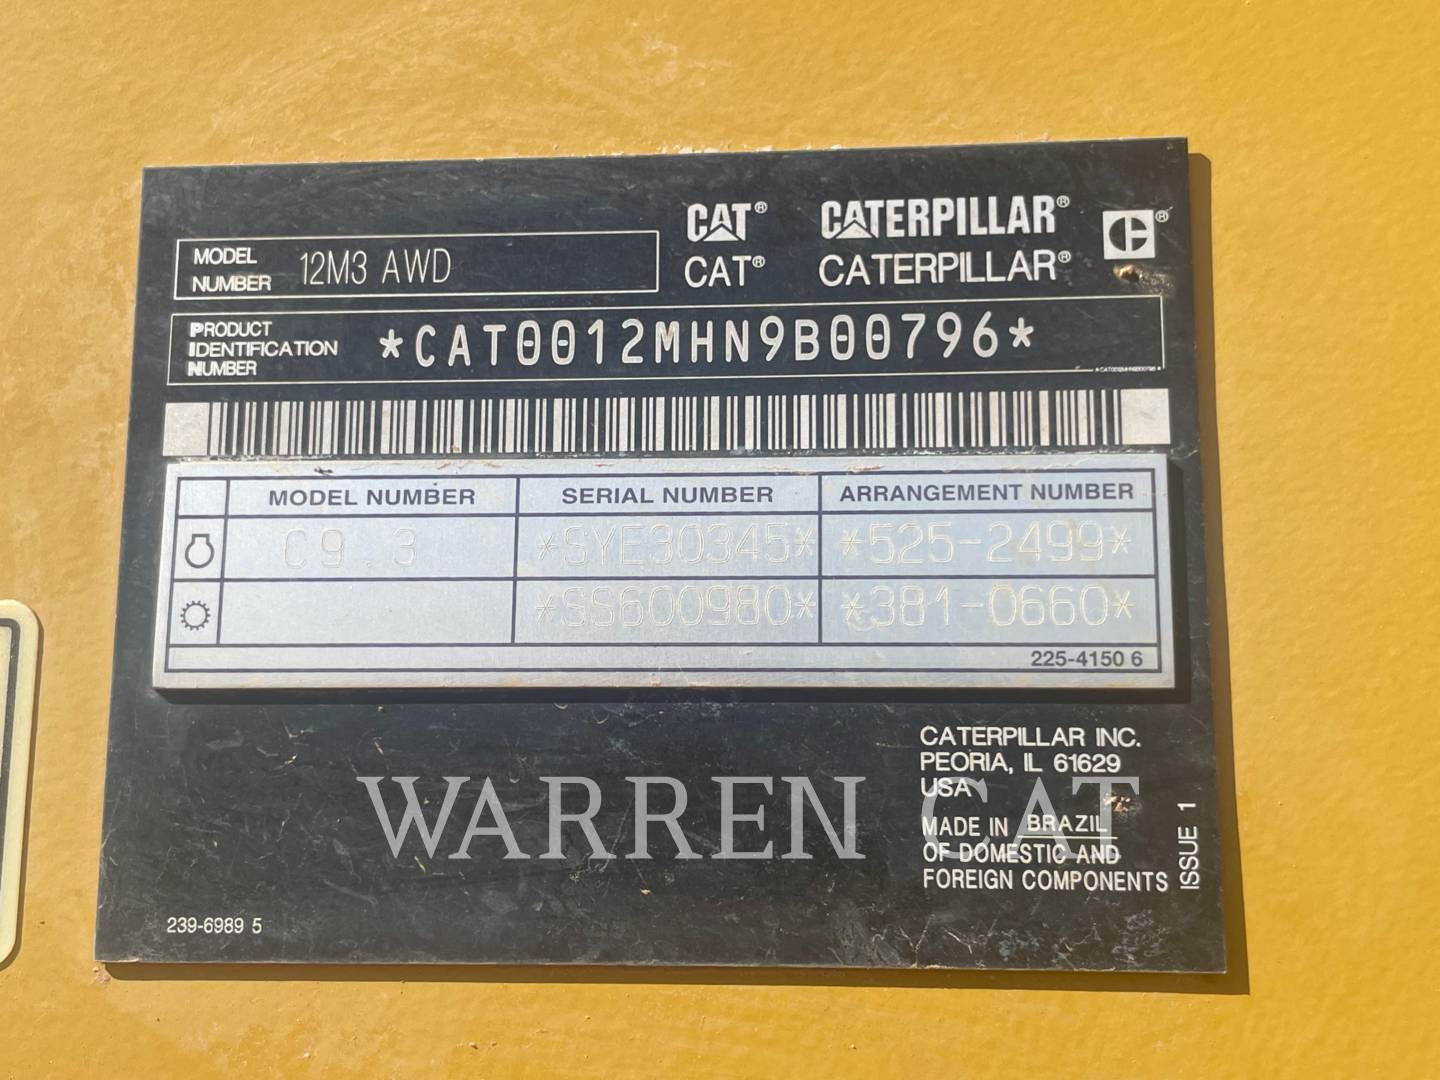 CAT® CATERPILLAR® ®
MODEL NUMBER 12M3 AWD
CAT® CATERPILLAR®
PRODUCT IDENTIFICATION NUMBER *CAT0012MHN9B00796*
*CAT0012MHN9B00796*
MODEL NUMBER SERIAL NUMBER ARRANGEMENT NUMBER
C9.3 *SYE30345* *525-2499*
*SS600980* *381-0660*
225-4150 6
CATERPILLAR INC.
PEORIA, IL 61629
USA
MADE IN BRAZIL
OF DOMESTIC AND
FOREIGN COMPONENTS
ISSUE 1
239-6989 5
WARREN CAT